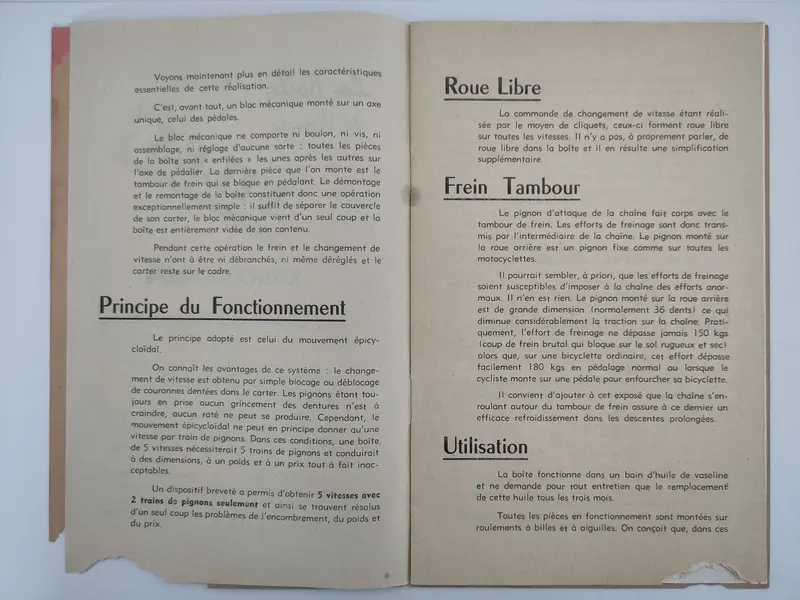 Voyons maintenant plus en détail les caractéristiques
essentielles de cette réalisation.
C'est, avant tout, un bloc mécanique monté sur un axe
unique, celui des pédales.
Le bloc mécanique ne comporte ni boulon, ni vis, ni
assemblage, ni réglage d'aucune sorte : toutes les pièces
de la boîte sont « enfilées » les unes après les autres sur
l'axe de pédalier. La dernière pièce que l'on monte est le
tambour de frein qui se bloque en pédalant. Le démontage
et le remontage de la boîte constituent donc une opération
exceptionnellement simple : il suffit de séparer le couvercle
de son carter, le bloc mécanique vient d'un seul coup et la
boîte est entièrement vidée de son contenu.
Pendant cette opération le frein et le changement de
vitesse n'ont à être ni débranchés, ni même déréglés et le
carter reste sur le cadre.
Principe du Fonctionnement
Le principe adopté est celui du mouvement épicy-
cloïdal.
On connaît les avantages de ce système : le change-
ment de vitesse est obtenu par simple blocage ou déblocage
de couronnes dentées dans le carter. Les pignons étant tou-
jours en prise aucun grincement des dentures n'est à
craindre, aucun raté ne peut se produire. Cependant, le
mouvement épicycloïdal ne peut en principe donner qu'une
vitesse par train de pignons. Dans ces conditions, une boîte
de 5 vitesses nécessiterait 5 trains de pignons et conduirait
à des dimensions, à un poids et à un prix tout à fait inac-
ceptables.
Un dispositif breveté a permis d'obtenir 5 vitesses avec
2 trains de pignons seulement et ainsi se trouvent résolus
d'un seul coup les problèmes de l'encombrement, du poids et
du prix.
Roue Libre
La commande de changement de vitesse étant réali-
sée par le moyen de cliquets, ceux-ci forment roue libre
sur toutes les vitesses. Il n'y a pas, à proprement parler, de
roue libre dans la boîte et il en résulte une simplification
supplémentaire.
Frein Tambour
Le pignon d'attaque de la chaîne fait corps avec le
tambour de frein. Les efforts de freinage sont donc trans-
mis par l'intermédiaire de la chaîne. Le pignon monté sur
la roue arrière est un pignon fixe comme sur toutes les
motocyclettes.
Il pourrait sembler, à priori, que les efforts de freinage
soient susceptibles d'imposer à la chaîne des efforts anor-
maux. Il n'en est rien. Le pignon monté sur la roue arrière
est de grande dimension (normalement 36 dents) ce qui
diminue considérablement la traction sur la chaîne. Prati-
quement, l'effort de freinage ne dépasse jamais 150 kgs
(coup de frein brutal qui bloque sur le sol rugueux et sec)
alors que, sur une bicyclette ordinaire, cet effort dépasse
facilement 180 kgs en pédalage normal ou lorsque le
cycliste monte sur une pédale pour enfourcher sa bicyclette.
Il convient d'ajouter à cet exposé que la chaîne s'en-
roulant autour du tambour de frein assure à ce dernier un
efficace refroidissement dans les descentes prolongées.
Utilisation
La boîte fonctionne dans un bain d'huile de vaseline
et ne demande pour tout entretien que le remplacement
de cette huile tous les trois mois.
Toutes les pièces en fonctionnement sont montées sur
roulements à billes et à aiguilles. On conçoit que, dans ces